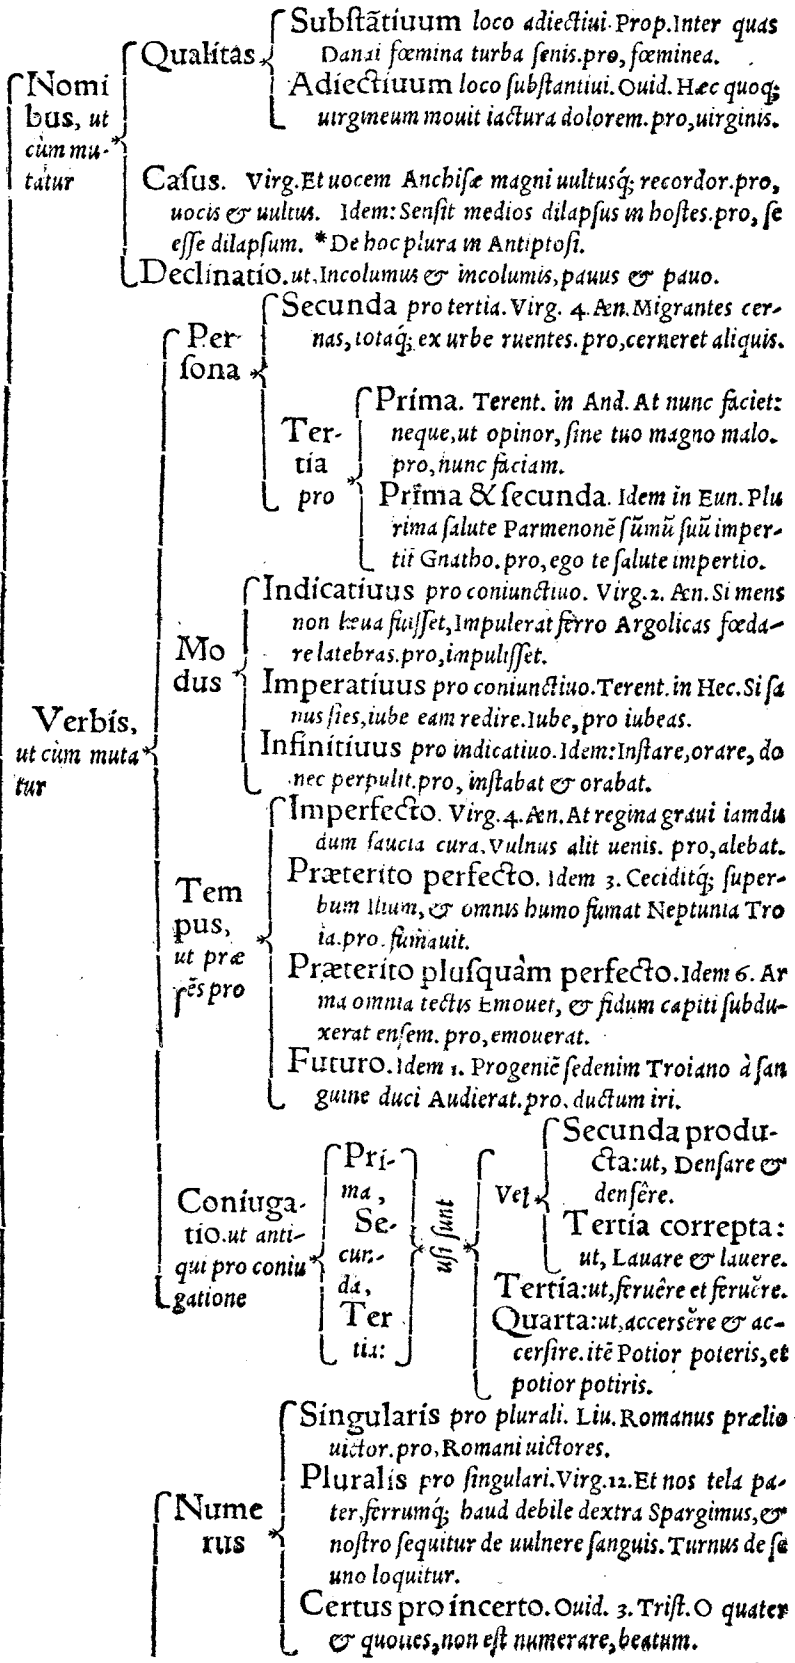 Nomi
bus, ut
cùm mu-
tátur
Qualitas
Substātiuum loco adiectiui. Prop. Inter quas
Danai fœmina turba senis. pro, fœminea.
Adiectiuum loco substantiui. Ouid. Hæc quoq;
uirgineum mouit iactura dolorem. pro, uirginis.
Casus. Virg. Et uocem Anchisæ magni uultusq́; recordor. pro,
uocis & uultus. Idem: Sensit medios dilapsus in hostes. pro, se
esse dilapsum. *De hoc plura in Antiptosi.
Declinatio. ut, Incolumus & incolumis, pauus & pauo.
Verbis,
ut cùm muta
tur
Per-
sona
Secunda pro tertia. Virg. 4. Æn. Migrantes cer-
nas, totaq́; ex urbe ruentes. pro, cerneret aliquis.
Ter-
tia
pro
Prima. Terent. in And. At nunc faciet:
neque, ut opinor, sine tuo magno malo.
pro, nunc faciam.
Prima & secunda. Idem in Eun. Plu
rima salute Parmenonē sūmū suū imper-
tit Gnatho. pro, ego te salute impertio.
Mo
dus
Indicatiuus pro coniunctiuo. Virg. 2. Æn. Si mens
non læua fuisset, Impulerat ferro Argolicas fœda-
re latebras. pro, impulisset.
Imperatiuus pro coniunctiuo. Terent. in Hec. Si sa
nus sies, iube eam redire. Iube, pro iubeas.
Infinitiuus pro indicatiuo. Idem: Instare, orare, do
nec perpulit. pro, instabat & orabat.
Tem
pus,
ut præ
sēs pro
Imperfecto. Virg. 4. Æn. At regina graui iamdu
dum saucia cura, Vulnus alit uenis. pro, alebat.
Præterito perfecto. Idem 3. Ceciditq́; super-
bum Ilium, & omnis humo fumat Neptunia Tro
ia. pro. fumauit.
Præterito plusquàm perfecto. Idem 6. Ar
ma omnia tectis Emouet, & fidum capiti subdu-
xerat ensem. pro, emouerat.
Futuro. Idem 1. Progeniē sedenim Troiano à san
guine duci Audierat. pro. ductum iri.
Coniuga-
tio. ut anti-
qui pro coniu
gatione
Pri-
ma,
Se-
cun-
da,
Ter
tia:
usi sunt
Vel
Secunda produ-
cta: ut, Densare &
densêre.
Tertia correpta:
ut, Lauare & lauere.
Tertia: ut, feruêre et feruĕre.
Quarta: ut, accersĕre & ac-
cersire. itē Potior poteris, et
potior potiris.
Nume
rus
Singularis pro plurali. Liu. Romanus prælio
uictor. pro, Romani uictores.
Pluralis pro singulari. Virg. 12. Et nos tela pa-
ter, ferrumq́; haud debile dextra Spargimus, &
nostro sequitur de uulnere sanguis. Turnus de se
uno loquitur.
Certus pro incerto. Ouid. 3. Trist. O quater
& quoties, non est numerare, beatum.